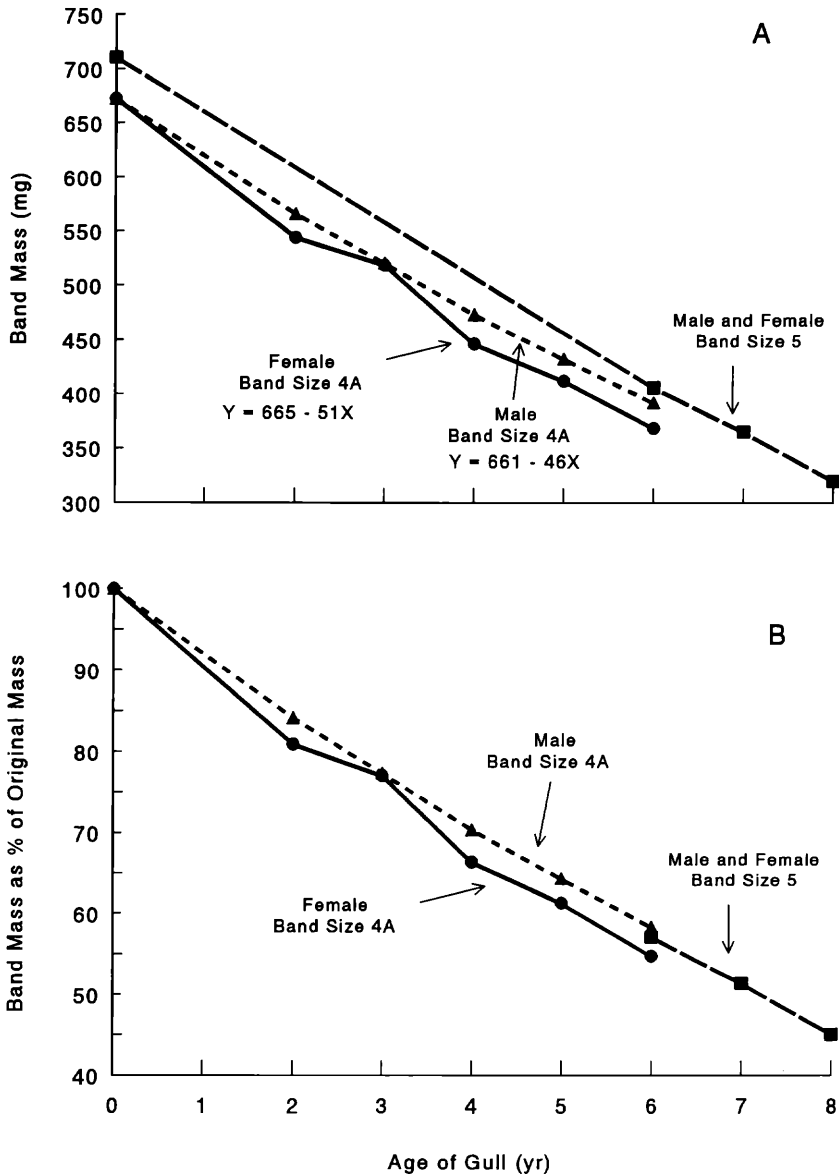 A
750
700
650
600
550
500
450
400
350
300
Band Mass (mg)
Female
Band Size 4A
Y = 665 - 51X
Male
Band Size 4A
Y = 661 - 46X
Male and Female
Band Size 5
B
100
90
80
70
60
50
40
Band Mass as % of Original Mass
Male
Band Size 4A
Female
Band Size 4A
Male and Female
Band Size 5
0 1 2 3 4 5 6 7 8
Age of Gull (yr)